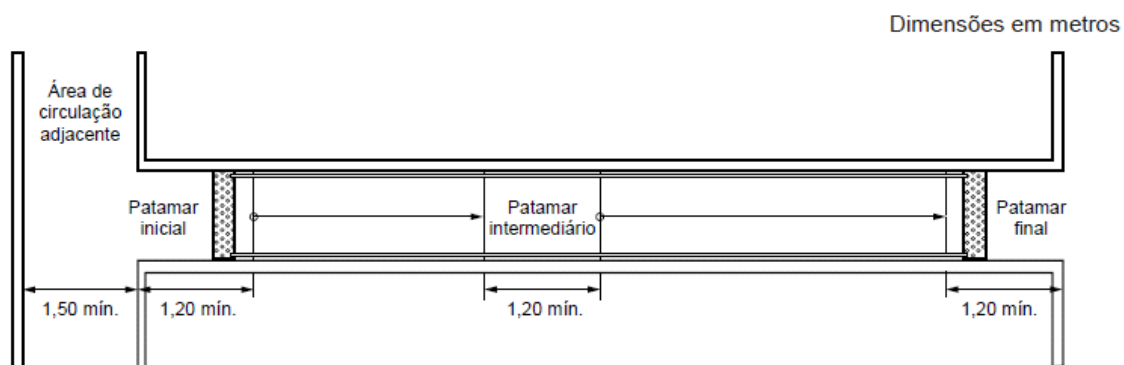 Dimensões em metros
Área de
circulação
adjacente
Patamar
inicial
Patamar
intermediário
Patamar
final
1,50 mín.
1,20 mín.
1,20 mín.
1,20 mín.